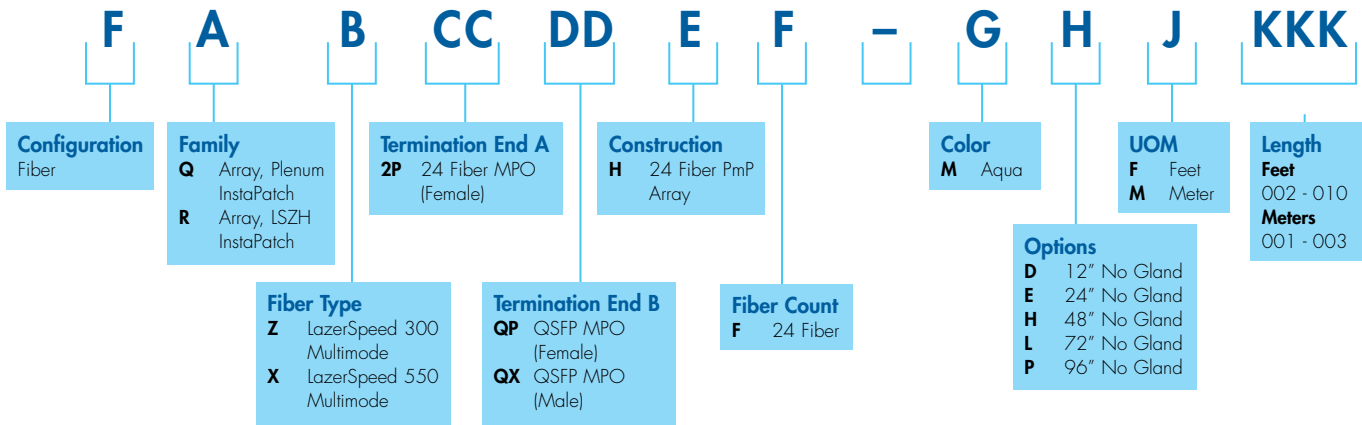 F A B CC DD E F – G H J KKK
Configuration
Fiber
Family
Q Array, Plenum
InstaPatch
R Array, LSZH
InstaPatch
Termination End A
2P 24 Fiber MPO
(Female)
Construction
H 24 Fiber PmP
Array
Color
M Aqua
UOM
F Feet
M Meter
Length
Feet
002 - 010
Meters
001 - 003
Fiber Type
Z LazerSpeed 300
Multimode
X LazerSpeed 550
Multimode
Termination End B
QP QSFP MPO
(Female)
QX QSFP MPO
(Male)
Fiber Count
F 24 Fiber
Options
D 12” No Gland
E 24” No Gland
H 48” No Gland
L 72” No Gland
P 96” No Gland